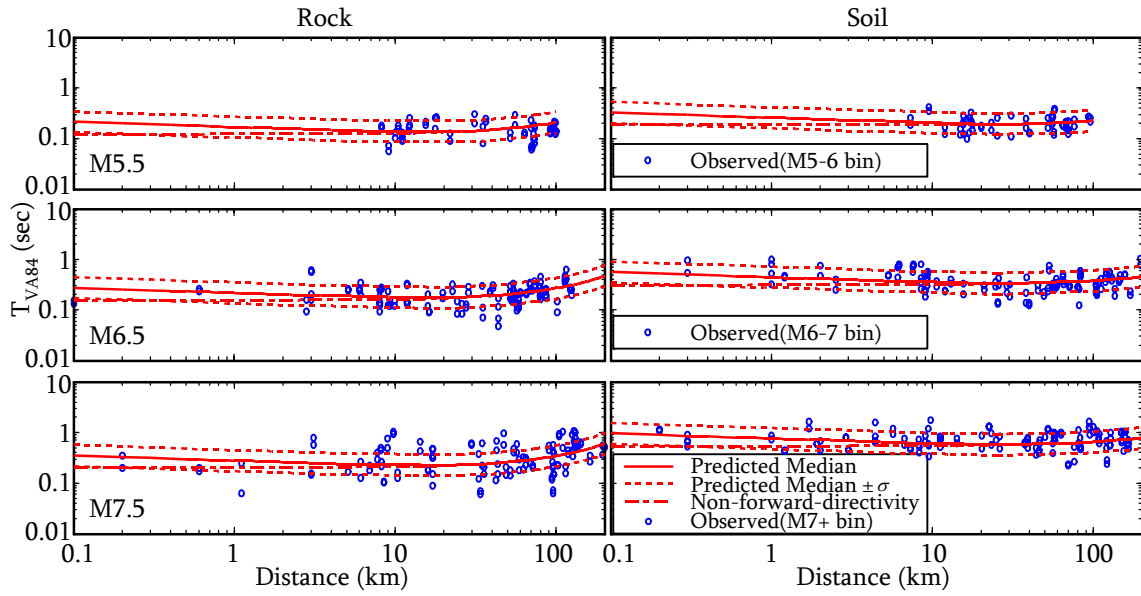 Rock
Soil
10
1
0.1
0.01
M5.5
Observed(M5-6 bin)
T_VA84 (sec)
10
1
0.1
0.01
M6.5
Observed(M6-7 bin)
10
1
0.1
0.01
M7.5
Predicted Median
Predicted Median ±σ
Non-forward-directivity
Observed(M7+ bin)
0.1 1 10 100
0.1 1 10 100
Distance (km)
Distance (km)